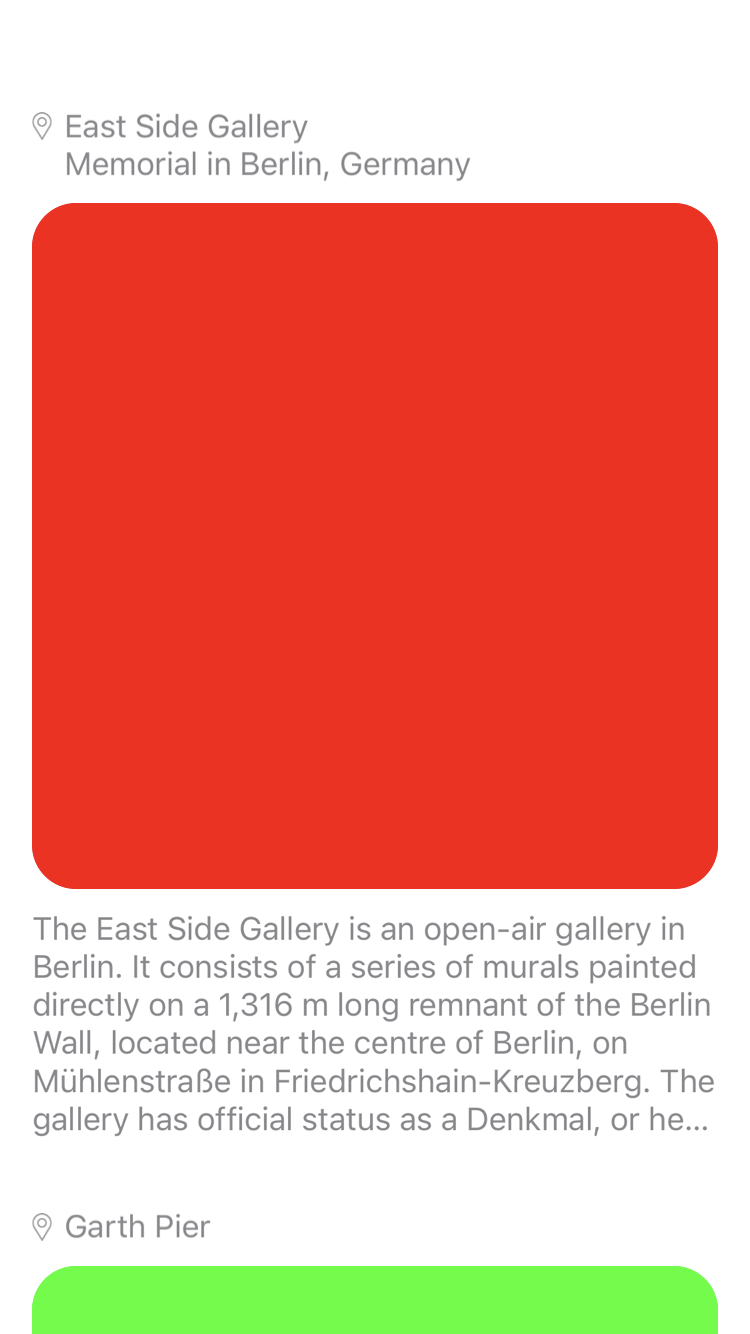 East Side Gallery
Memorial in Berlin, Germany
The East Side Gallery is an open-air gallery in
Berlin. It consists of a series of murals painted
directly on a 1,316 m long remnant of the Berlin
Wall, located near the centre of Berlin, on
Mühlenstraße in Friedrichshain-Kreuzberg. The
gallery has official status as a Denkmal, or he...
Garth Pier